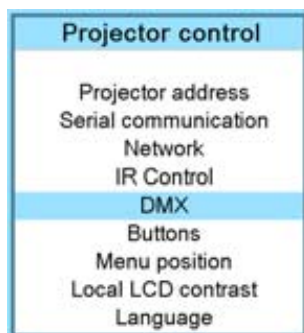 Projector control
Projector address
Serial communication
Network
IR Control
DMX
Buttons
Menu position
Local LCD contrast
Language